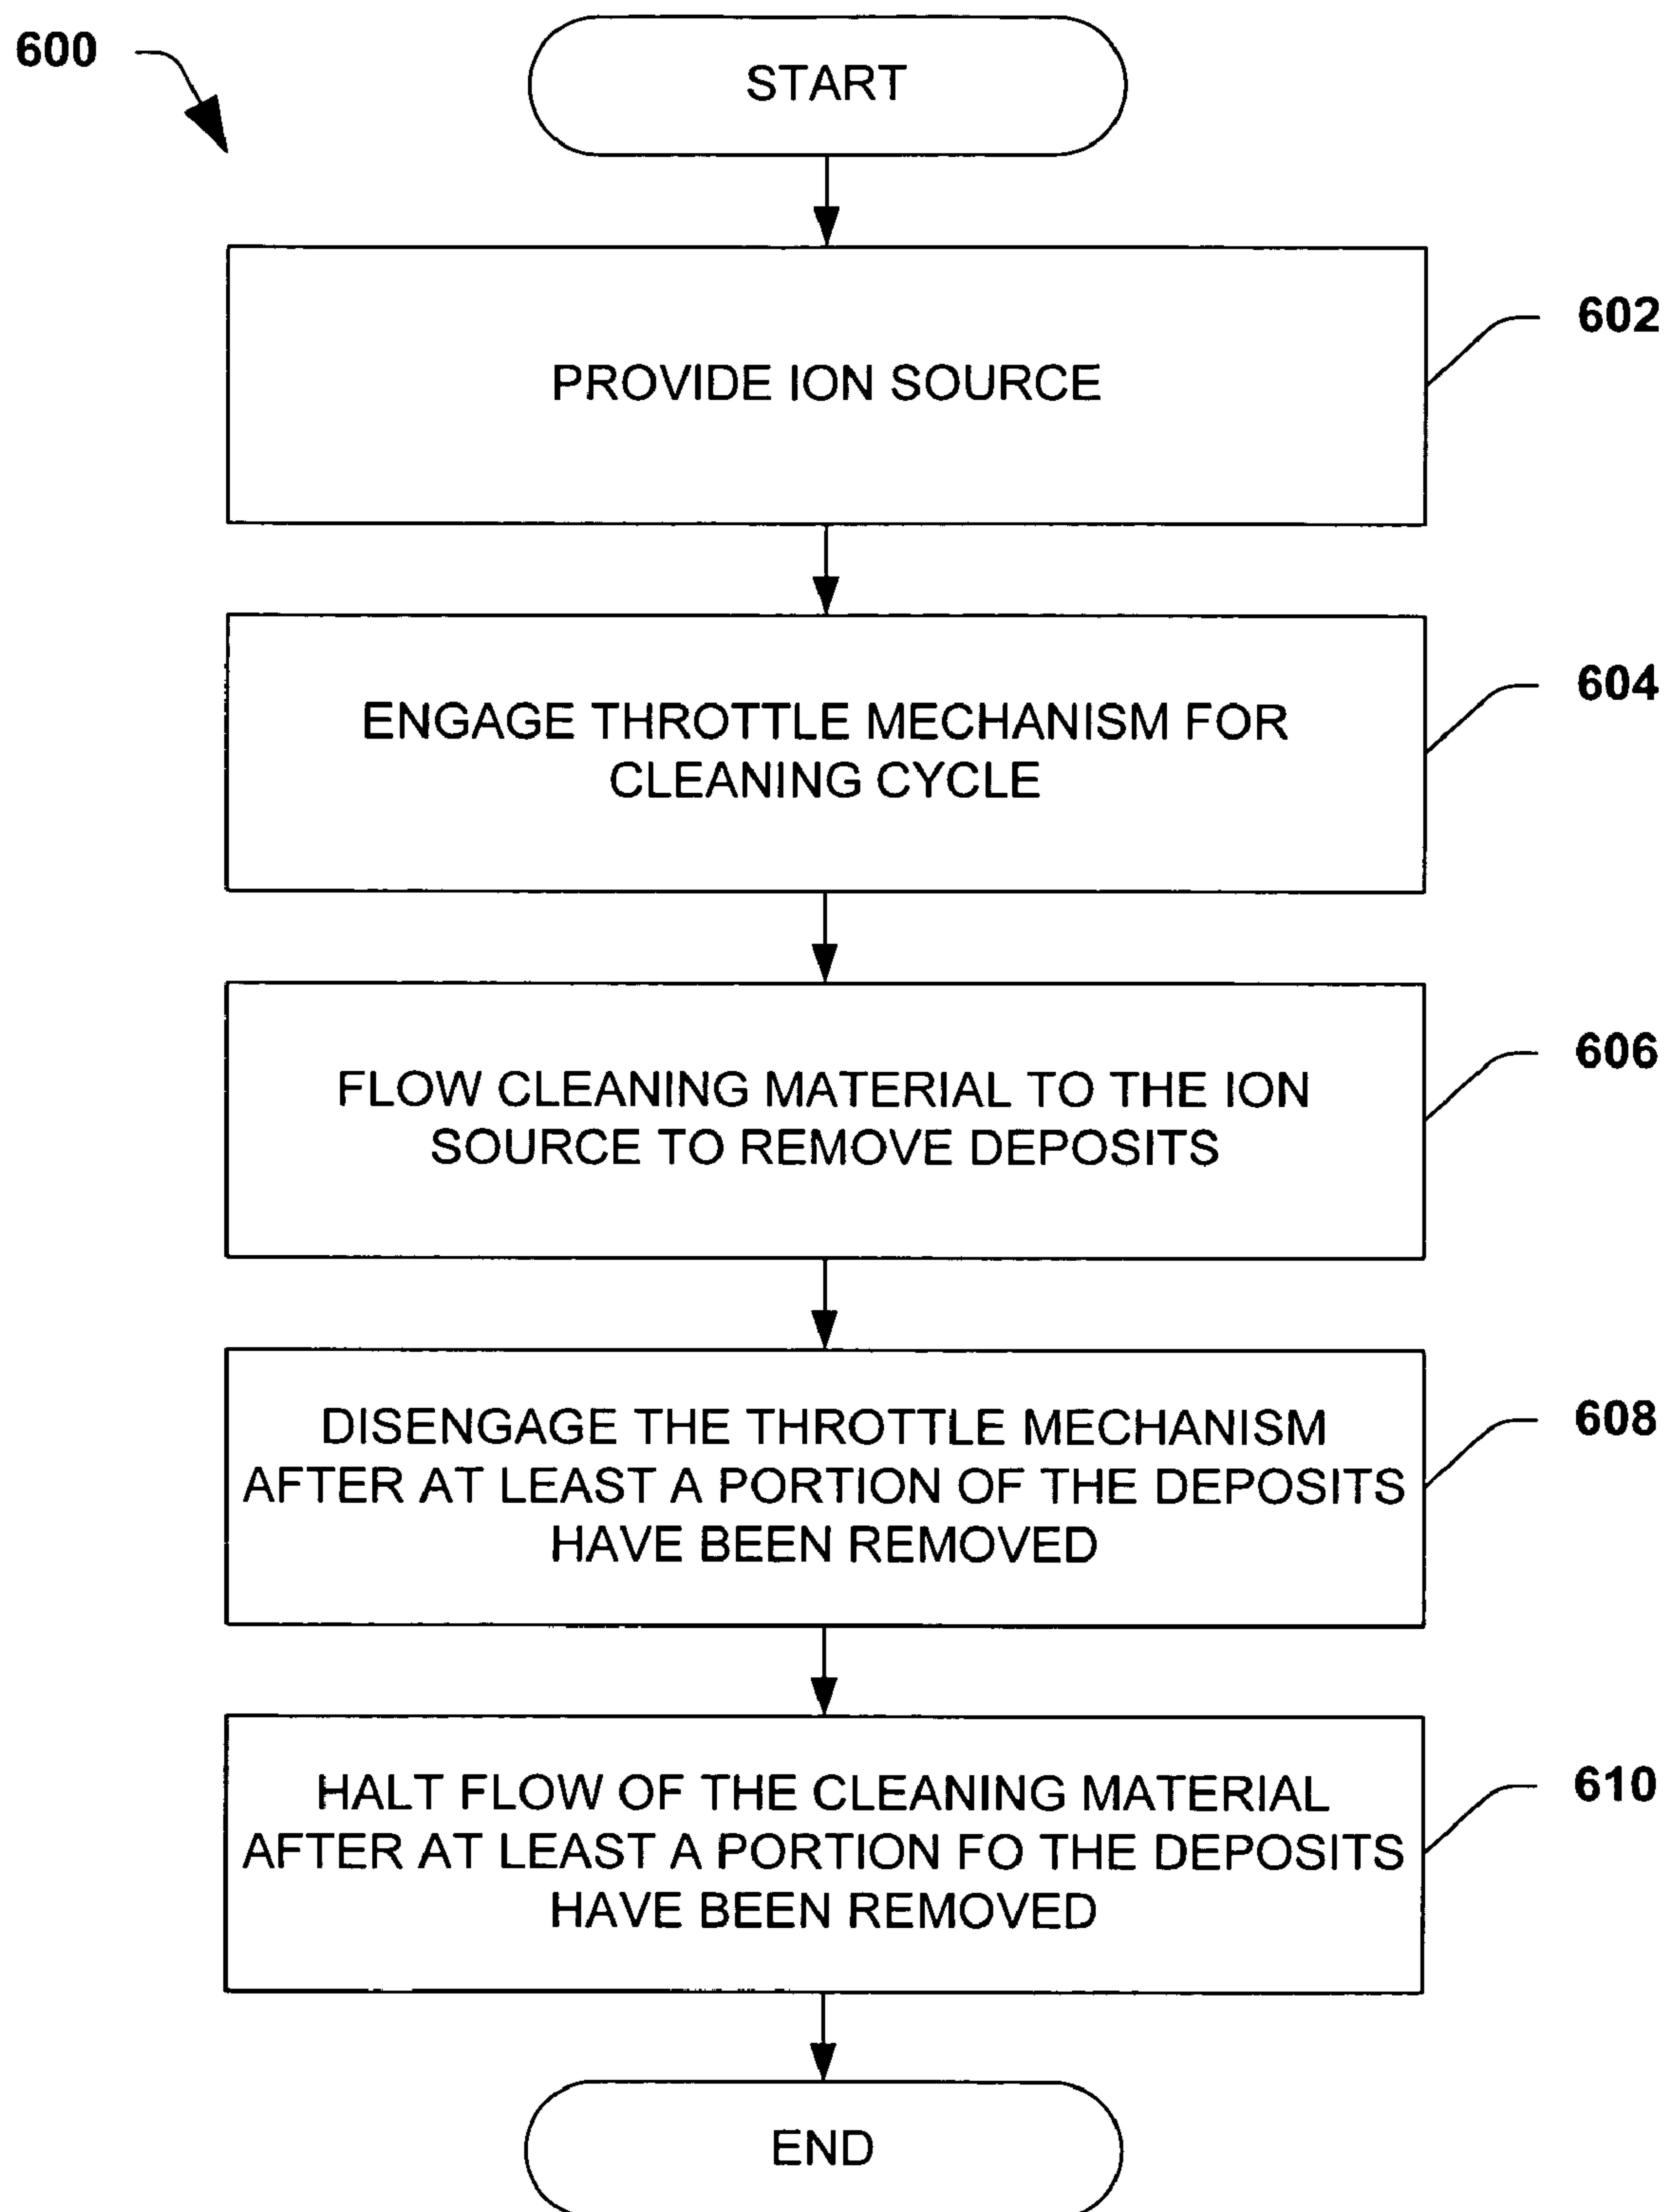 600
START
PROVIDE ION SOURCE
602
ENGAGE THROTTLE MECHANISM FOR
CLEANING CYCLE
604
FLOW CLEANING MATERIAL TO THE ION
SOURCE TO REMOVE DEPOSITS
606
DISENGAGE THE THROTTLE MECHANISM
AFTER AT LEAST A PORTION OF THE DEPOSITS
HAVE BEEN REMOVED
608
HALT FLOW OF THE CLEANING MATERIAL
AFTER AT LEAST A PORTION FO THE DEPOSITS
HAVE BEEN REMOVED
610
END